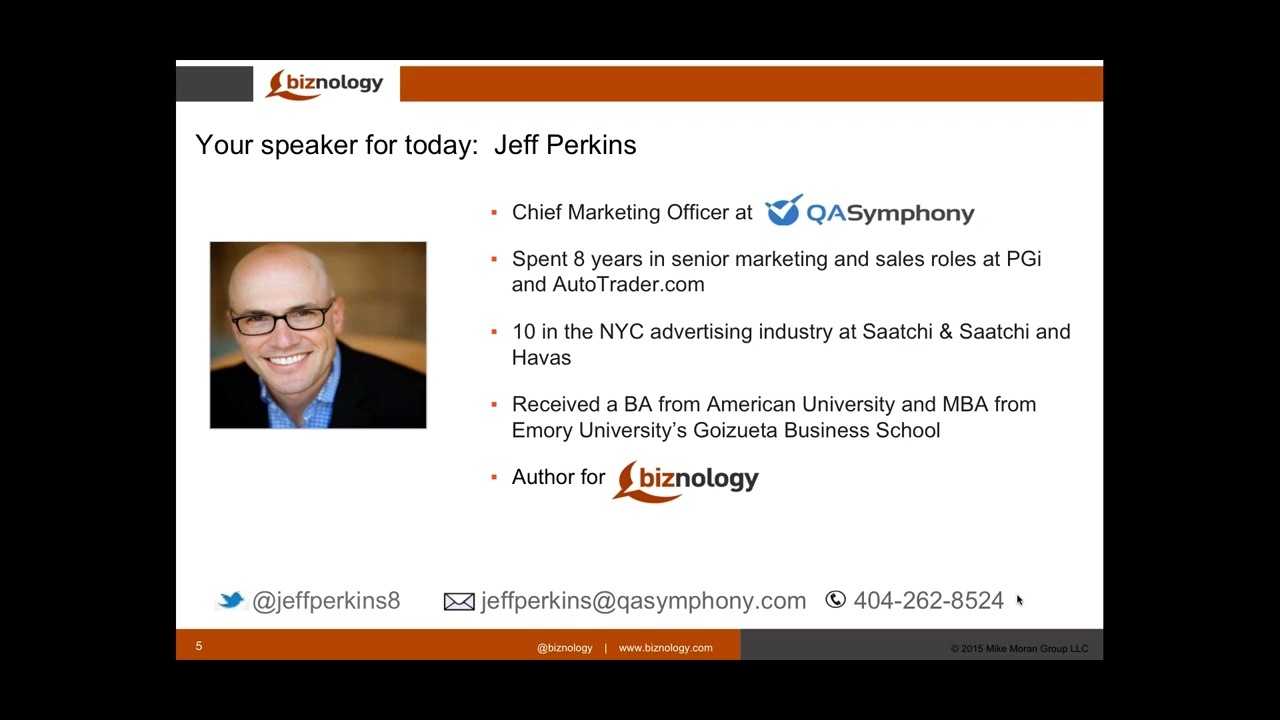 biznology
Your speaker for today: Jeff Perkins
▪ Chief Marketing Officer at QASymphony
▪ Spent 8 years in senior marketing and sales roles at PGi
and AutoTrader.com
▪ 10 in the NYC advertising industry at Saatchi & Saatchi and
Havas
▪ Received a BA from American University and MBA from
Emory University’s Goizueta Business School
▪ Author for biznology
@jeffperkins8 jeffperkins@qasymphony.com 404-262-8524
5 @biznology | www.biznology.com © 2015 Mike Moran Group LLC